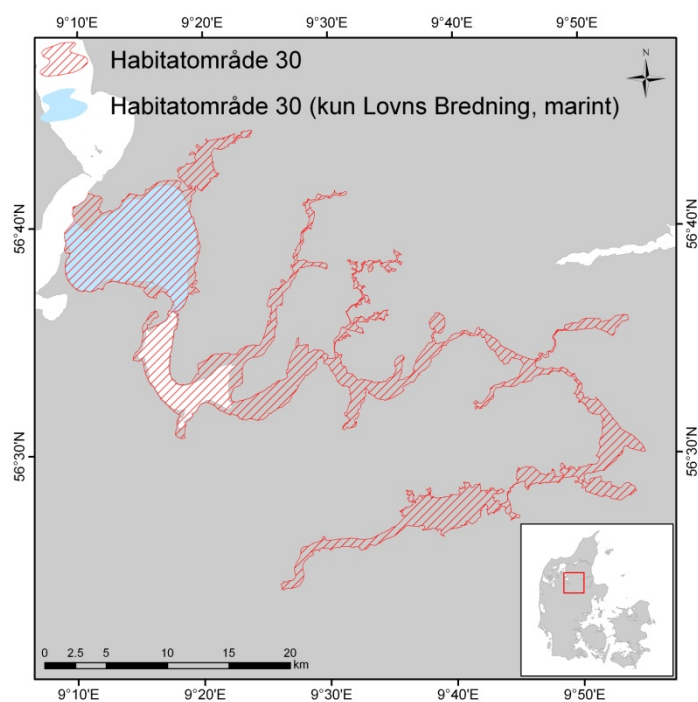 9°10'E 9°20'E 9°30'E 9°40'E 9°50'E
Habitatområde 30
Habitatområde 30 (kun Lovns Bredning, marint)
N
56°40'N 56°40'N
56°30'N 56°30'N
0 2.5 5 10 15 20
km
9°10'E 9°20'E 9°30'E 9°40'E 9°50'E